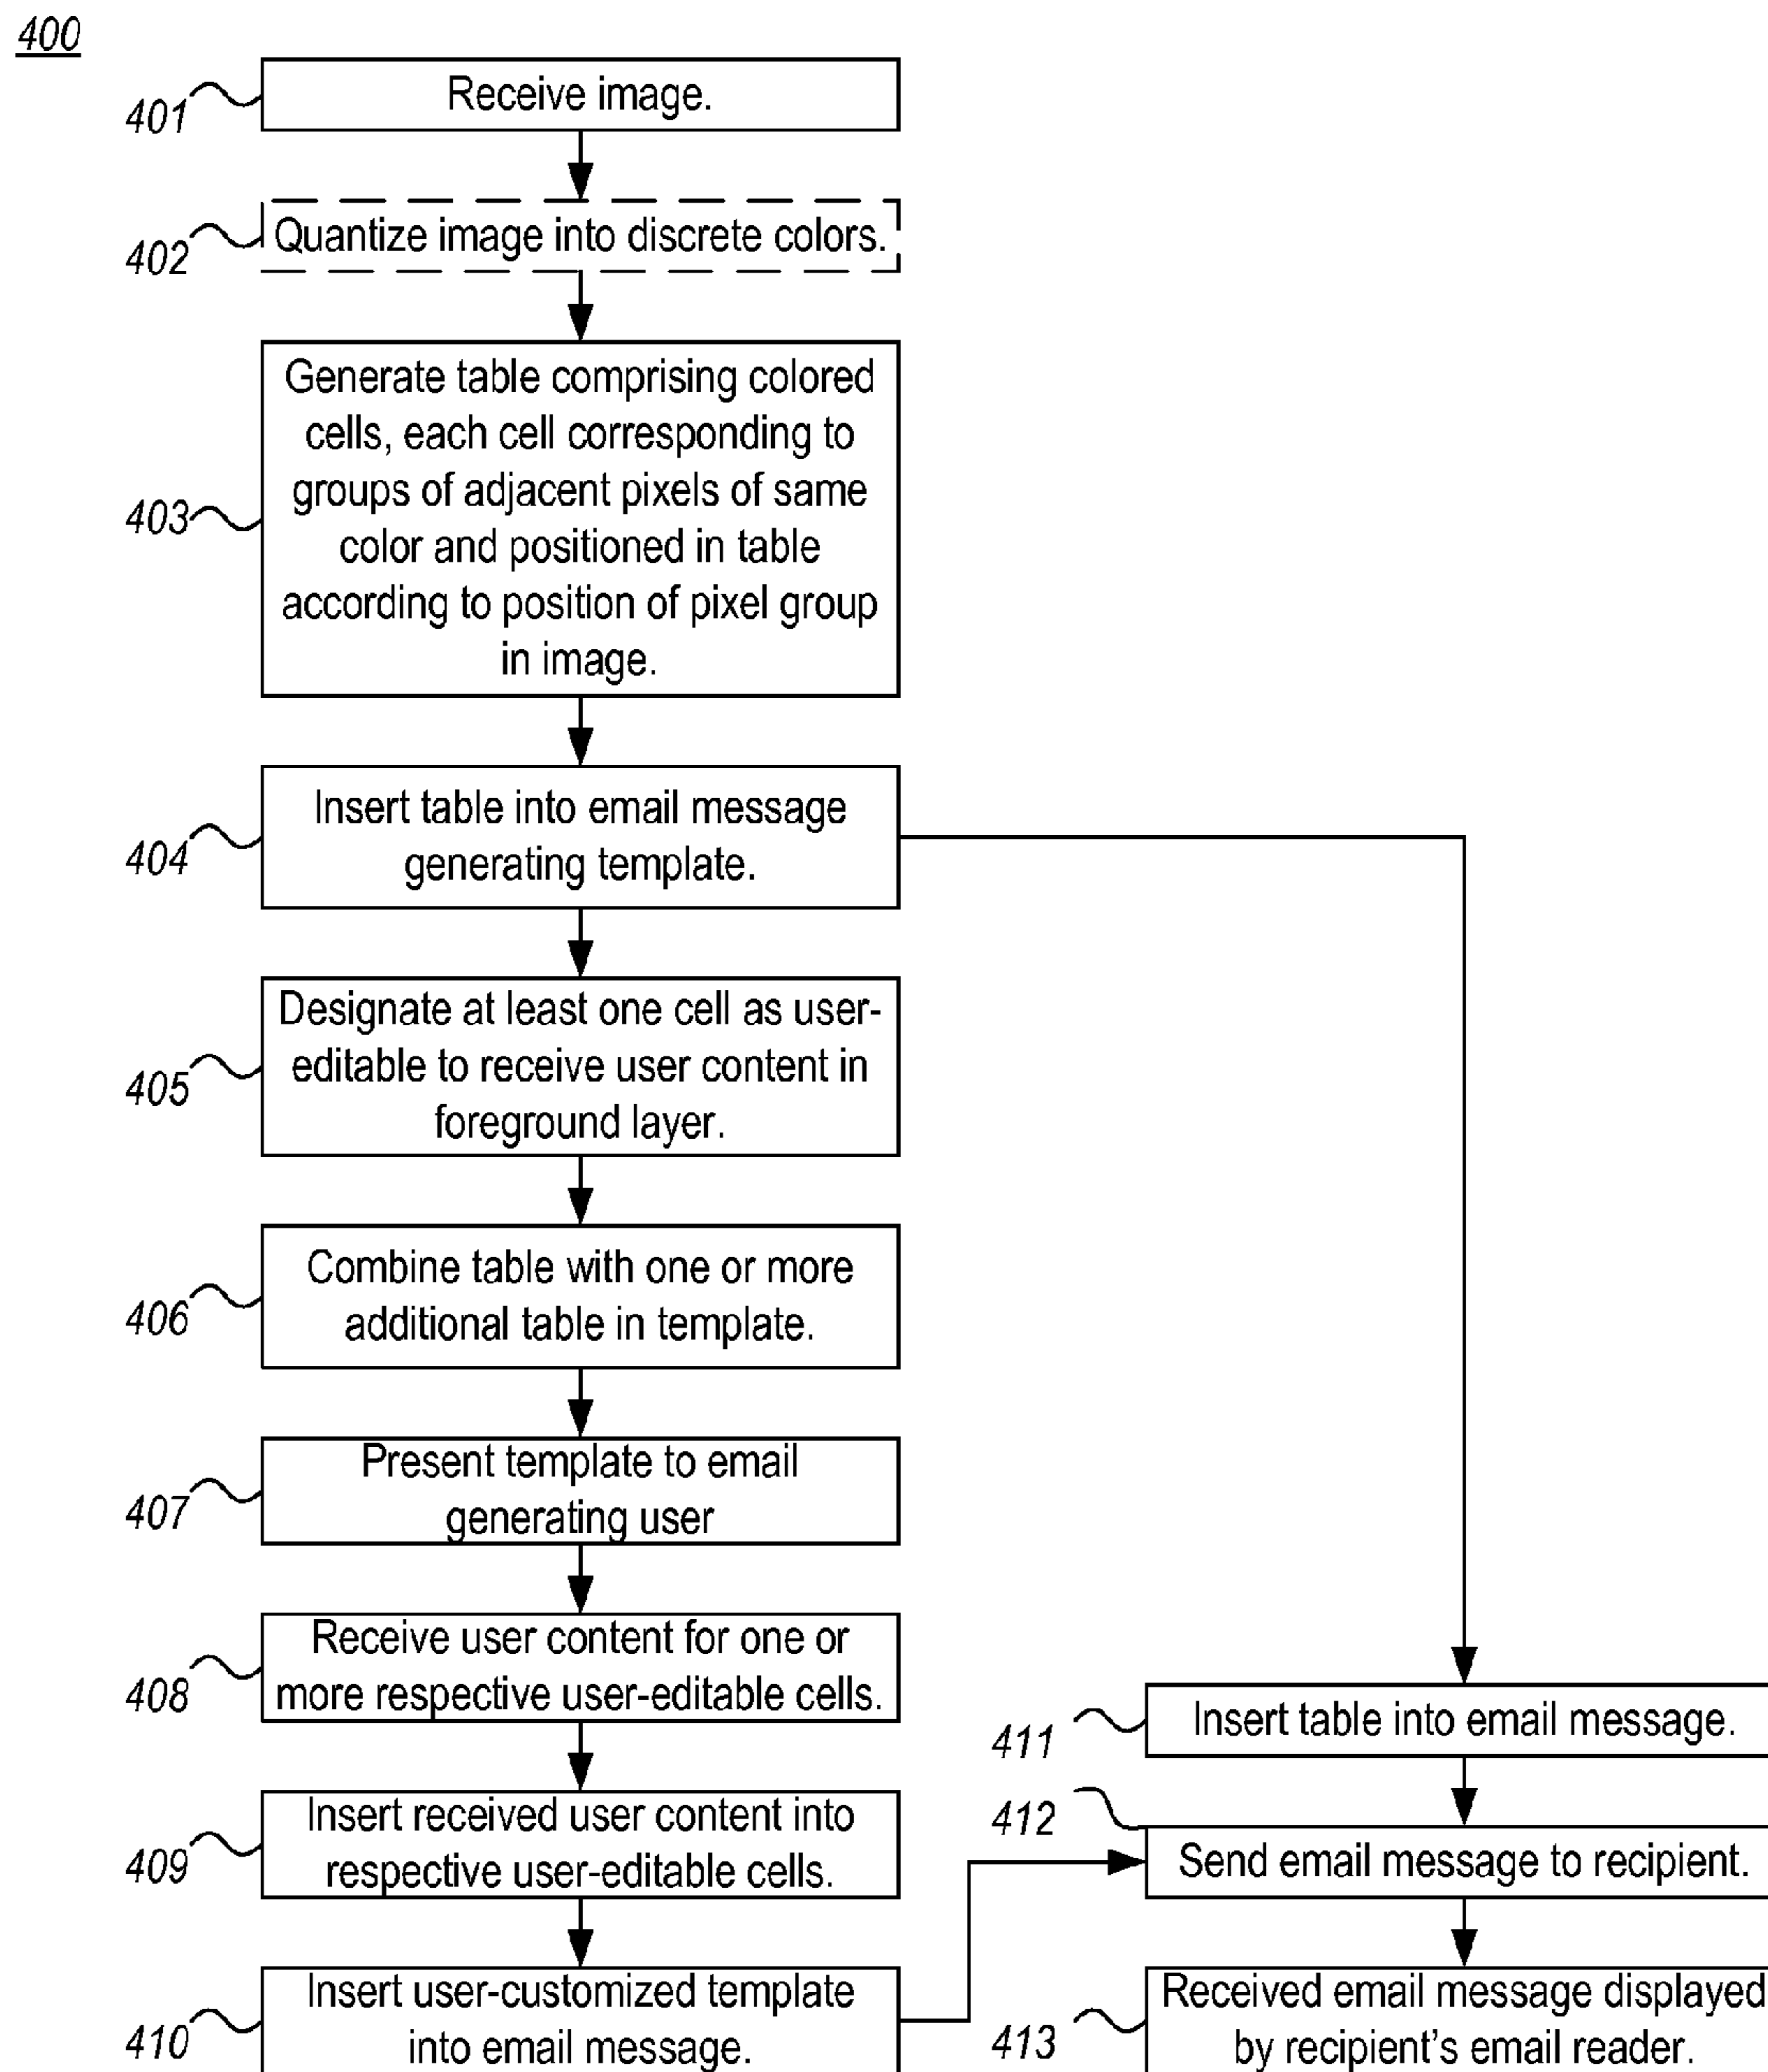 400
401
Receive image.
402
Quantize image into discrete colors.
403
Generate table comprising colored
cells, each cell corresponding to
groups of adjacent pixels of same
color and positioned in table
according to position of pixel group
in image.
404
Insert table into email message
generating template.
405
Designate at least one cell as user-
editable to receive user content in
foreground layer.
406
Combine table with one or more
additional table in template.
407
Present template to email
generating user
408
Receive user content for one or
more respective user-editable cells.
409
Insert received user content into
respective user-editable cells.
410
Insert user-customized template
into email message.
411
Insert table into email message.
412
Send email message to recipient.
413
Received email message displayed
by recipient's email reader.